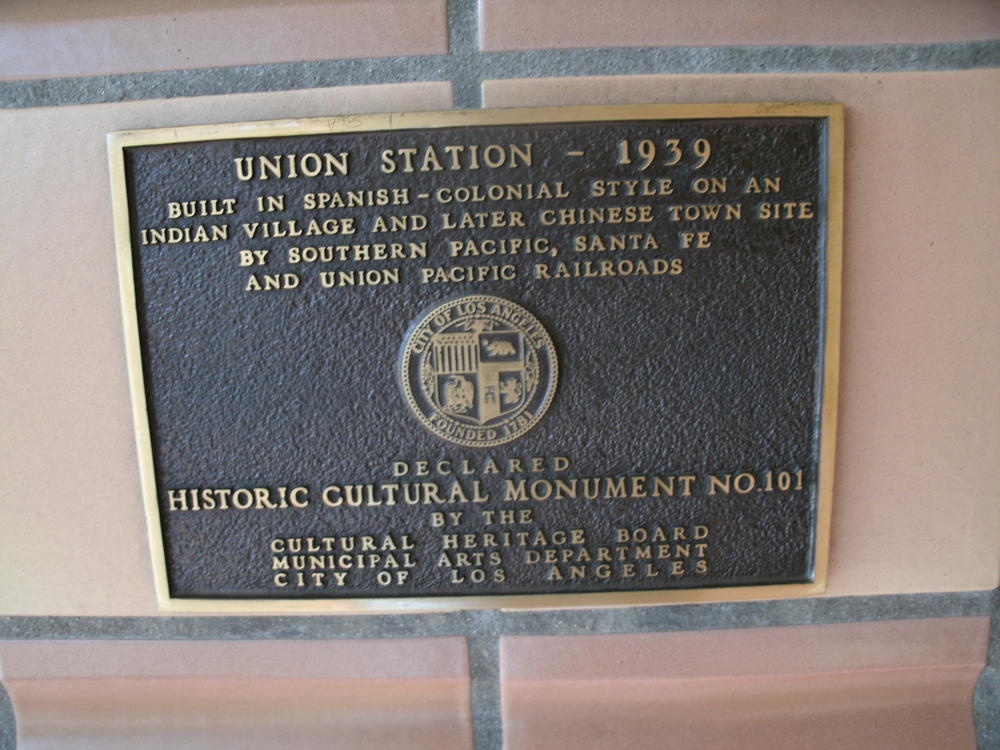 UNION STATION - 1939
BUILT IN SPANISH-COLONIAL STYLE ON AN
INDIAN VILLAGE AND LATER CHINESE TOWN SITE
BY SOUTHERN PACIFIC, SANTA FE
AND UNION PACIFIC RAILROADS
CITY OF LOS ANGELES
FOUNDED 1781
DECLARED
HISTORIC CULTURAL MONUMENT NO.101
BY THE
CULTURAL HERITAGE BOARD
MUNICIPAL ARTS DEPARTMENT
CITY OF LOS ANGELES